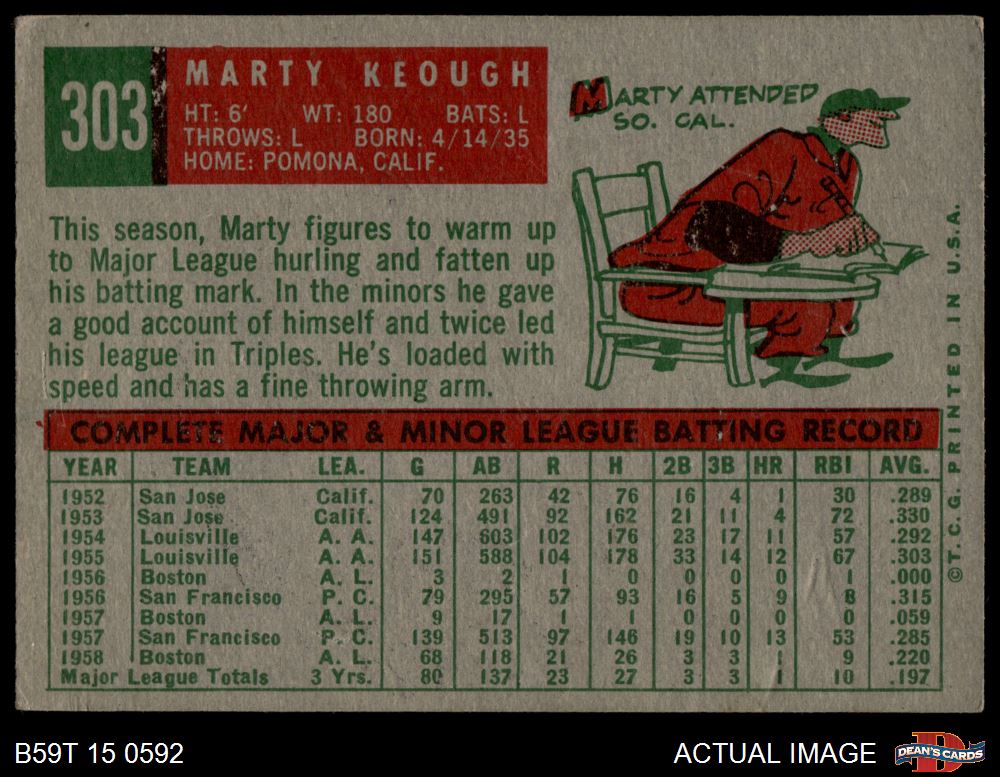 303
MARTY KEOUGH
HT: 6' WT: 180 BATS: L
THROWS: L BORN: 4/14/35
HOME: POMONA, CALIF.
MARTY ATTENDED
SO. CAL.
This season, Marty figures to warm up
to Major League hurling and fatten up
his batting mark. In the minors he gave
a good account of himself and twice led
his league in Triples. He's loaded with
speed and has a fine throwing arm.
COMPLETE MAJOR & MINOR LEAGUE BATTING RECORD
YEAR TEAM LEA. G AB R H 2B 3B HR RBI AVG.
1952 San Jose Calif. 70 263 42 76 16 4 1 30 .289
1953 San Jose Calif. 124 491 92 162 21 11 4 72 .330
1954 Louisville A. A. 147 603 102 176 23 17 11 57 .292
1955 Louisville A. A. 151 588 104 178 33 14 12 67 .303
1956 Boston A. L. 3 2 1 0 0 0 0 1 .000
1956 San Francisco P. C. 79 295 57 93 16 5 9 8 .315
1957 Boston A. L. 9 17 1 1 0 0 0 0 .059
1957 San Francisco P. C. 139 513 97 146 19 10 13 53 .285
1958 Boston A. L. 68 118 21 26 3 3 1 9 .220
Major League Totals 3 Yrs. 80 137 23 27 3 3 1 10 .197
© T. C. G. PRINTED IN U.S.A.
B59T 15 0592
ACTUAL IMAGE
D
DEAN'S CARDS